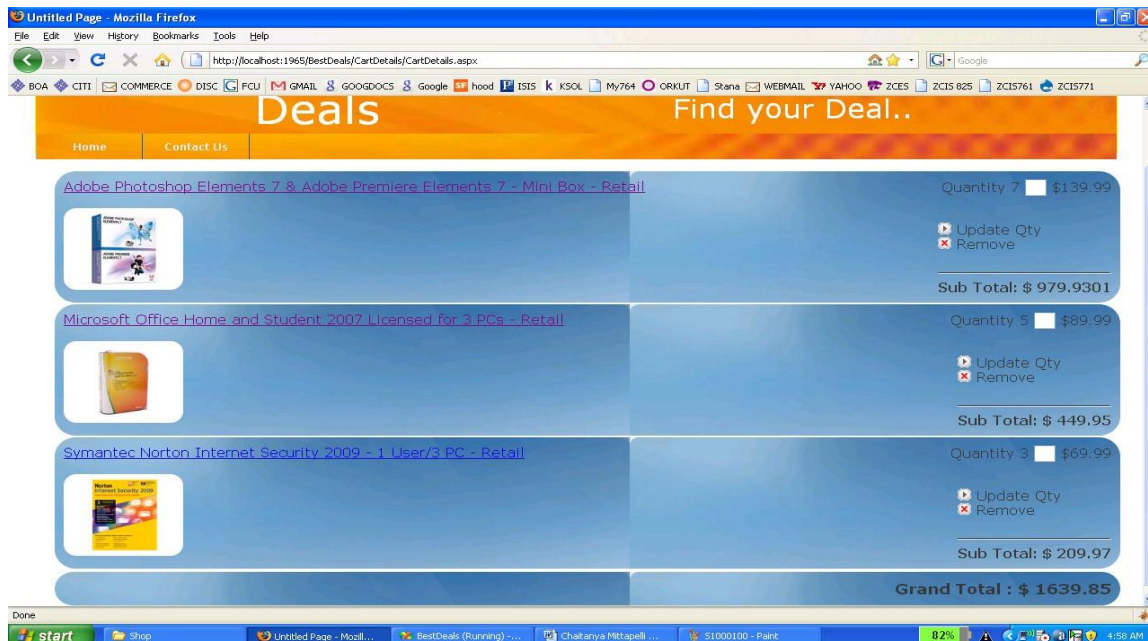 Untitled Page - Mozilla Firefox
File Edit View History Bookmarks Tools Help
http://localhost:1965/BestDeals/CartDetails/CartDetails.aspx
G Google
BOA CITI COMMERCE DISC FCU GMAIL GOOGDOCS Google hood ISIS KSOL My764 ORKUT Stana WEBMAIL YAHOO ZCES ZCIS 825 ZCIS761 ZCIS771
Deals Find your Deal..
Home Contact Us
Adobe Photoshop Elements 7 & Adobe Premiere Elements 7 - Mini Box - Retail
Quantity 7 $139.99
Update Qty
Remove
Sub Total: $ 979.9301
Microsoft Office Home and Student 2007 Licensed for 3 PCs - Retail
Quantity 5 $89.99
Update Qty
Remove
Sub Total: $ 449.95
Symantec Norton Internet Security 2009 - 1 User/3 PC - Retail
Quantity 3 $69.99
Norton
Internet Security 2009
Update Qty
Remove
Sub Total: $ 209.97
Grand Total : $ 1639.85
Done
start Shop Untitled Page - Mozill... BestDeals (Running) -... Chaitanya Mittapelli ... S1000100 - Paint 82% 4:58 AM